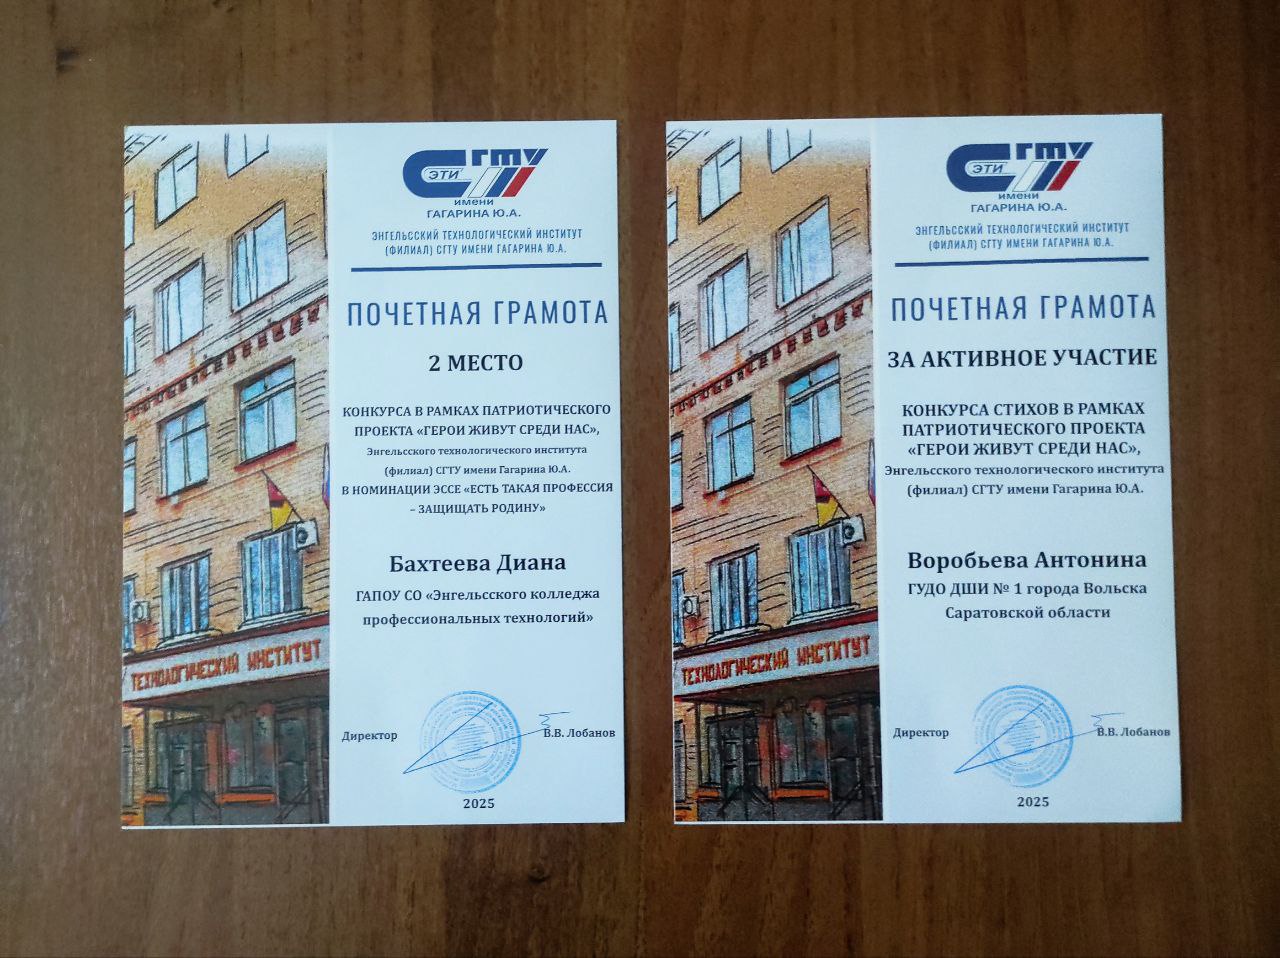 СГТУ
ЭТИ
имени
ГАГАРИНА Ю.А.
ЭНГЕЛЬССКИЙ ТЕХНОЛОГИЧЕСКИЙ ИНСТИТУТ
(ФИЛИАЛ) СГТУ ИМЕНИ ГАГАРИНА Ю.А.
ПОЧЕТНАЯ ГРАМОТА
2 МЕСТО
КОНКУРСА В РАМКАХ ПАТРИОТИЧЕСКОГО
ПРОЕКТА «ГЕРОИ ЖИВУТ СРЕДИ НАС»,
Энгельсского технологического института
(филиал) СГТУ имени Гагарина Ю.А.
В НОМИНАЦИИ ЭССЕ «ЕСТЬ ТАКАЯ ПРОФЕССИЯ
– ЗАЩИЩАТЬ РОДИНУ»
Бахтеева Диана
ГАПОУ СО «Энгельсского колледжа
профессиональных технологий»
ТЕХНОЛОГИЧЕСКИЙ ИНСТИТУТ
Директор
В.В. Лобанов
2025
СГТУ
ЭТИ
имени
ГАГАРИНА Ю.А.
ЭНГЕЛЬССКИЙ ТЕХНОЛОГИЧЕСКИЙ ИНСТИТУТ
(ФИЛИАЛ) СГТУ ИМЕНИ ГАГАРИНА Ю.А.
ПОЧЕТНАЯ ГРАМОТА
ЗА АКТИВНОЕ УЧАСТИЕ
КОНКУРСА СТИХОВ В РАМКАХ
ПАТРИОТИЧЕСКОГО ПРОЕКТА
«ГЕРОИ ЖИВУТ СРЕДИ НАС»,
Энгельсского технологического института
(филиал) СГТУ имени Гагарина Ю.А.
Воробьева Антонина
ГУДО ДШИ № 1 города Вольска
Саратовской области
ТЕХНОЛОГИЧЕСКИЙ ИНСТИТУТ
Директор
В.В. Лобанов
2025